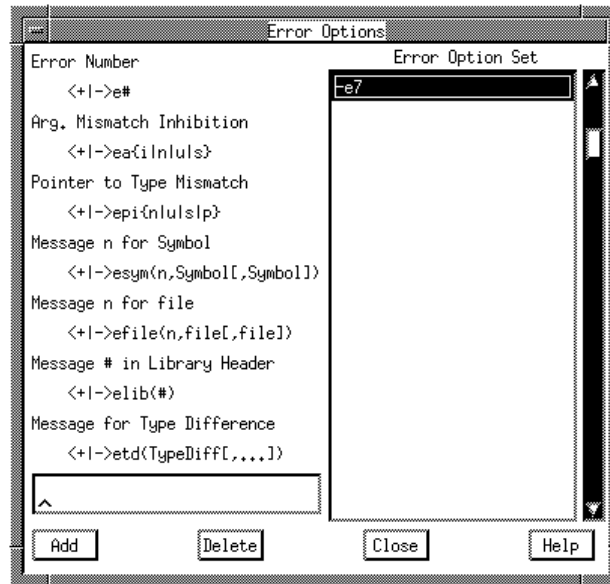 Error Options
Error Number
<+|->e#
Arg. Mismatch Inhibition
<+|->ea{i|n|u|s}
Pointer to Type Mismatch
<+|->epi{n|u|s|p}
Message n for Symbol
<+|->esym(n,Symbol[,Symbol])
Message n for file
<+|->efile(n,file[,file])
Message # in Library Header
<+|->elib(#)
Message for Type Difference
<+|->etd(TypeDiff[,...])
Error Option Set
-e7
Add
Delete
Close
Help